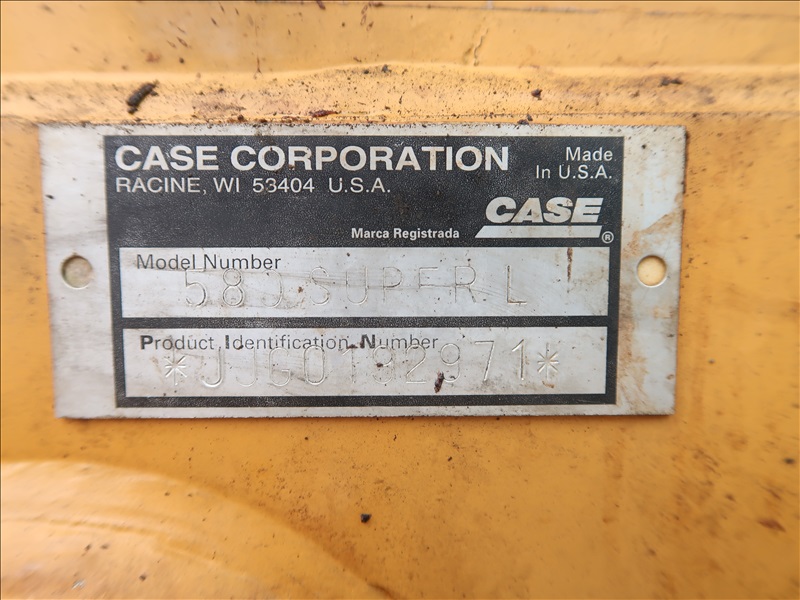 CASE CORPORATION
Made
In U.S.A.
RACINE, WI 53404 U.S.A.
CASE
Marca Registrada ®
Model Number
580 SUPER L
Product Identification Number
*JJG0192971*